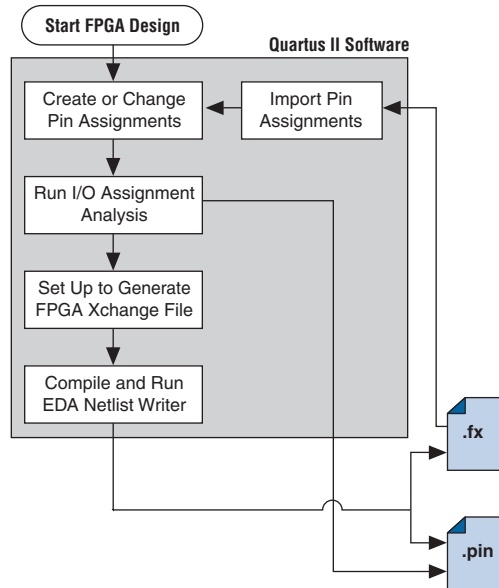 Start FPGA Design
Quartus II Software
Create or Change
Pin Assignments
Import Pin
Assignments
Run I/O Assignment
Analysis
Set Up to Generate
FPGA Xchange File
Compile and Run
EDA Netlist Writer
.fx
.pin